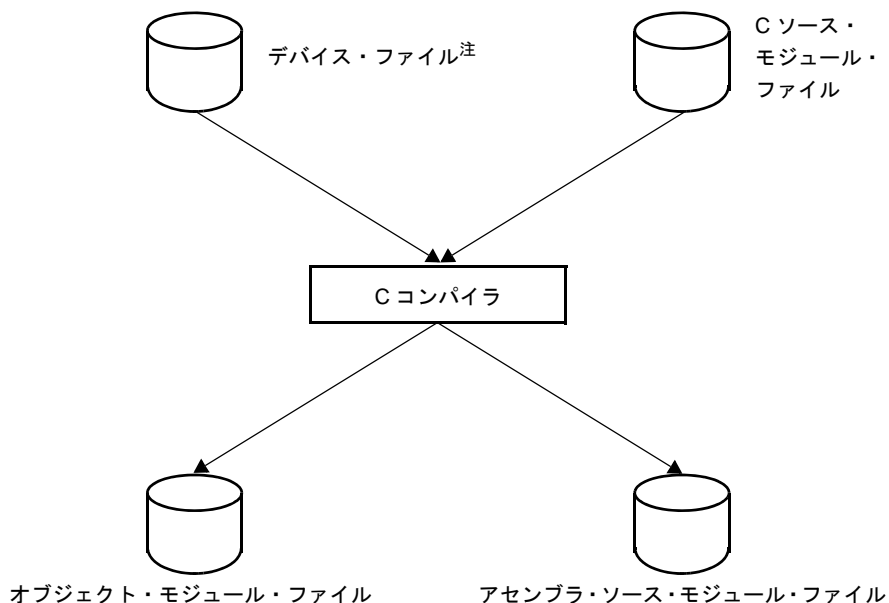 デバイス・ファイル注
C ソース・
モジュール・
ファイル
C コンパイラ
オブジェクト・モジュール・ファイル
アセンブラ・ソース・モジュール・ファイル